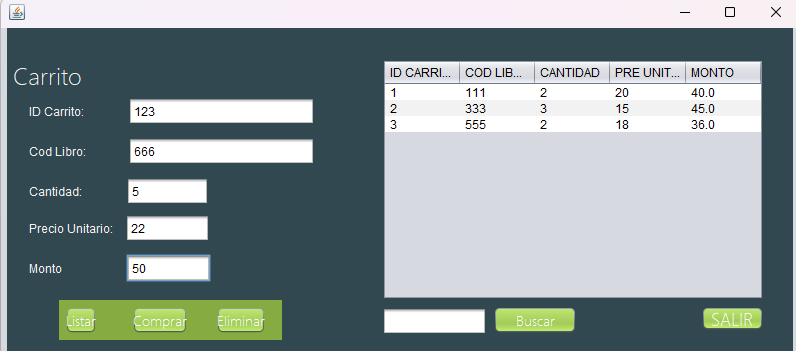 Carrito
ID Carrito: 123
Cod Libro: 666
Cantidad: 5
Precio Unitario: 22
Monto 50
Listar Comprar Eliminar
ID CARRI... COD LIB... CANTIDAD PRE UNIT... MONTO
1 111 2 20 40.0
2 333 3 15 45.0
3 555 2 18 36.0
Buscar SALIR